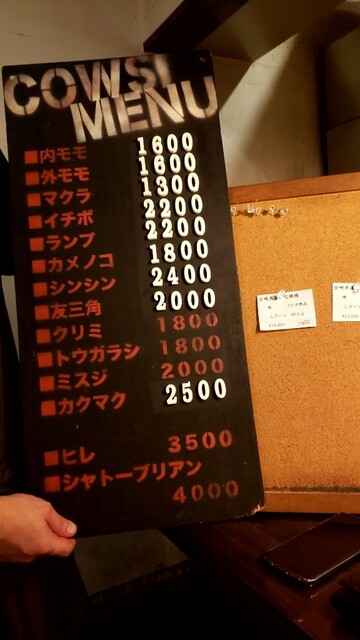 COWSI
MENU
■内モモ 1600
■外モモ 1600
■マクラ 1300
■イチボ 2200
■ランプ 2200
■カメノコ 1800
■シンシン 2400
■友三角 2000
■クリミ 1800
■トウガラシ 1800
■ミスジ 2000
■カクマク 2500
■ヒレ 3500
■シャトーブリアン
4000